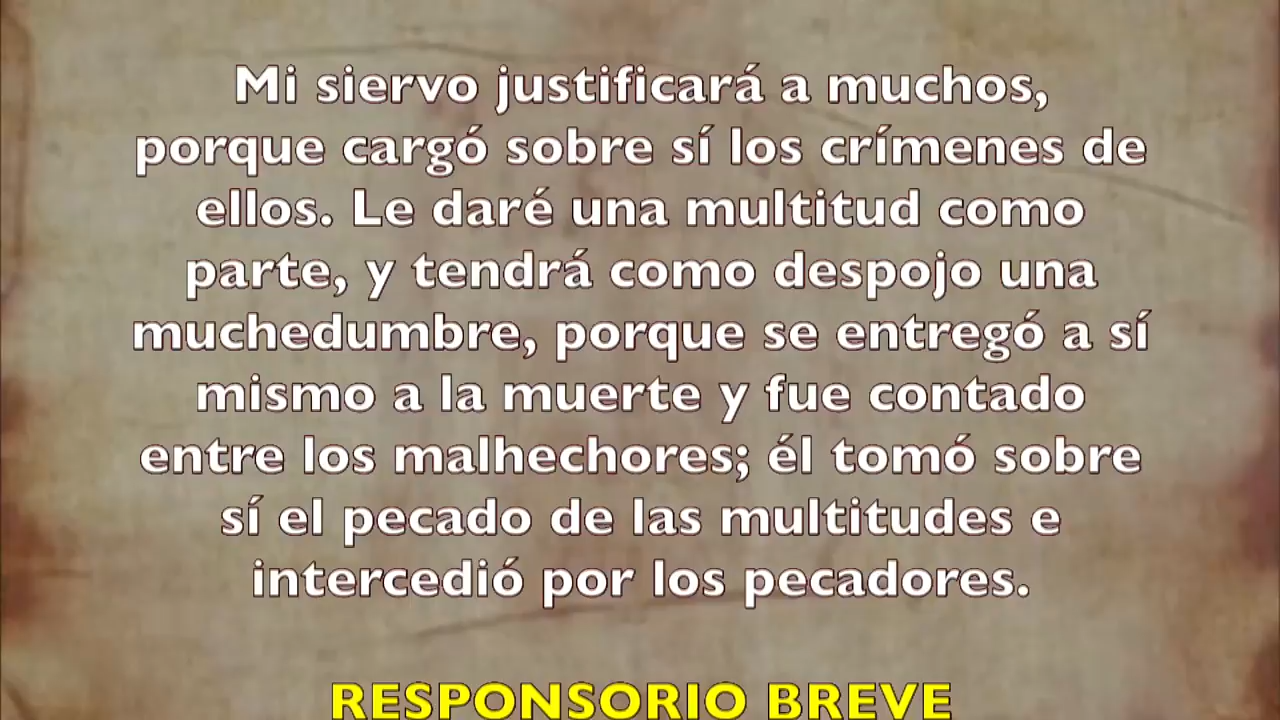 Mi siervo justificará a muchos,
porque cargó sobre sí los crímenes de
ellos. Le daré una multitud como
parte, y tendrá como despojo una
muchedumbre, porque se entregó a sí
mismo a la muerte y fue contado
entre los malhechores; él tomó sobre
sí el pecado de las multitudes e
intercedió por los pecadores.
RESPONSORIO BREVE